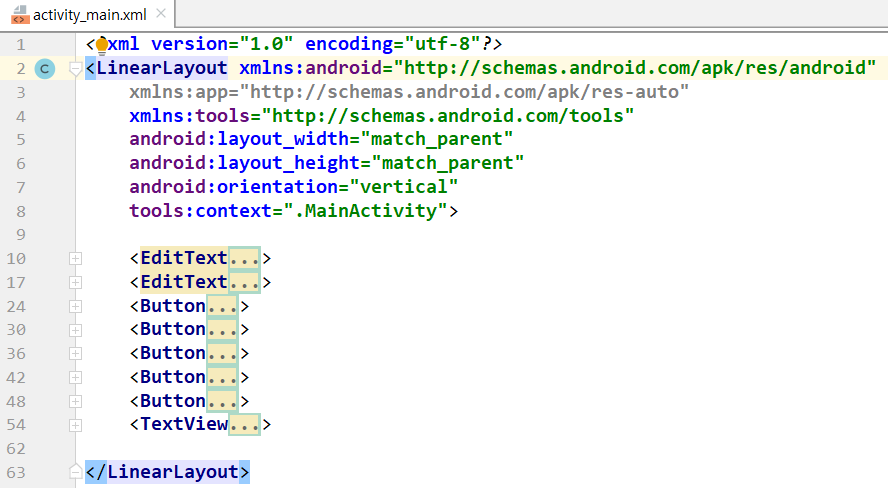 activity_main.xml
1 <?xml version="1.0" encoding="utf-8"?>
2 C <LinearLayout xmlns:android="http://schemas.android.com/apk/res/android"
3 xmlns:app="http://schemas.android.com/apk/res-auto"
4 xmlns:tools="http://schemas.android.com/tools"
5 android:layout_width="match_parent"
6 android:layout_height="match_parent"
7 android:orientation="vertical"
8 tools:context=".MainActivity">
9
10 <EditText...>
17 <EditText...>
24 <Button...>
30 <Button...>
36 <Button...>
42 <Button...>
48 <Button...>
54 <TextView...>
62
63 </LinearLayout>